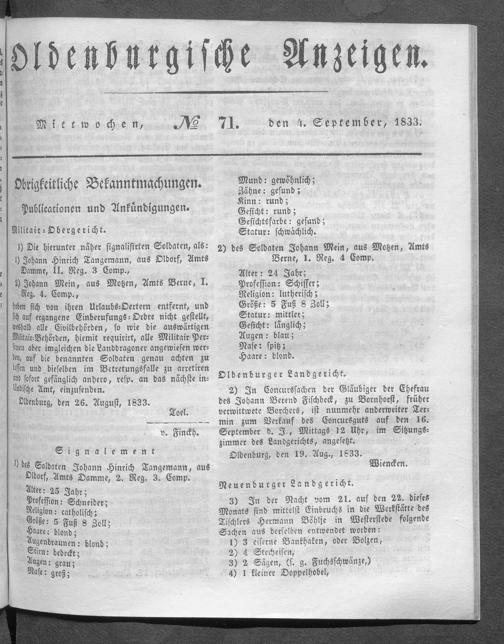 Oldenburgische Anzeigen.
Mittwochen, № 71. den 4. September, 1833.
Obrigkeitliche Bekanntmachungen.
Publicationen und Ankündigungen.
Militair-Obergericht.
1) Die hierunter näher signalisirten Soldaten, als:
1) Johann Hinrich Tangemann, aus Oldorf, Amts
Damme, II. Reg. 3 Comp.,
2) Johann Mein, aus Motzen, Amts Berne, I.
Reg. 4. Comp.,
haben sich von ihren Urlaubs-Oertern entfernt, und
sich auf ergangene Einberufungs-Ordre nicht gestellt,
weshalb alle Civilbehörden, so wie die auswärtigen
Militair-Behörden, hiemit requirirt, alle Militair Per-
sonen aber imgleichen die Landdragoner angewiesen wer-
den, auf die benannten Soldaten genau achten zu
lassen und dieselben im Betretungsfalle zu arretiren
und sofort gefänglich anhero, resp. an das nächste in-
ländische Amt, einzusenden.
Oldenburg, den 26. August, 1833.
Toel.
v. Finckh.
Signalement
1) des Soldaten Johann Hinrich Tangemann, aus
Oldorf, Amts Damme, 2. Reg. 3. Comp.
Alter: 25 Jahr;
Profession: Schneider;
Religion: catholisch;
Größe: 5 Fuß 8 Zoll;
Haare: blond;
Augenbraunen: blond;
Stirn: bedeckt;
Augen: grau;
Nase: groß;
Mund: gewöhnlich;
Zähne: gesund;
Kinn: rund;
Gesicht: rund;
Gesichtsfarbe: gesund;
Statur: schwächlich.
2) des Soldaten Johann Mein, aus Motzen, Amts
Berne, 1. Reg. 4 Comp.
Alter: 24 Jahr;
Profession: Schiffer;
Religion: lutherisch;
Größe: 5 Fuß 8 Zoll;
Statur: mittler;
Gesicht: länglich;
Augen: blau;
Nase: spitz;
Haare: blond.
Oldenburger Landgericht.
2) In Concurssachen der Gläubiger der Ehefrau
des Johann Berend Fischbeck, zu Bornhorst, früher
verwittwete Borchers, ist nunmehr anderweiter Ter-
min zum Verkauf des Concursguts auf den 16.
September d. J., Mittags 12 Uhr, im Sitzungs-
zimmer des Landgerichts, angesetzt.
Oldenburg, den 19. Aug., 1833.
Wiencken.
Neuenburger Landgericht.
3) In der Nacht vom 21. auf den 22. dieses
Monats sind mittelst Einbruchs in die Werkstätte des
Tischlers Hermann Böhtje in Westerstede folgende
Sachen aus derselben entwendet worden:
1) 3 eiserne Bankhaken, oder Bolzen,
2) 4 Stecheisen,
3) 2 Sägen, (s. g. Fuchsschwänze,)
4) 1 kleiner Doppelhobel,